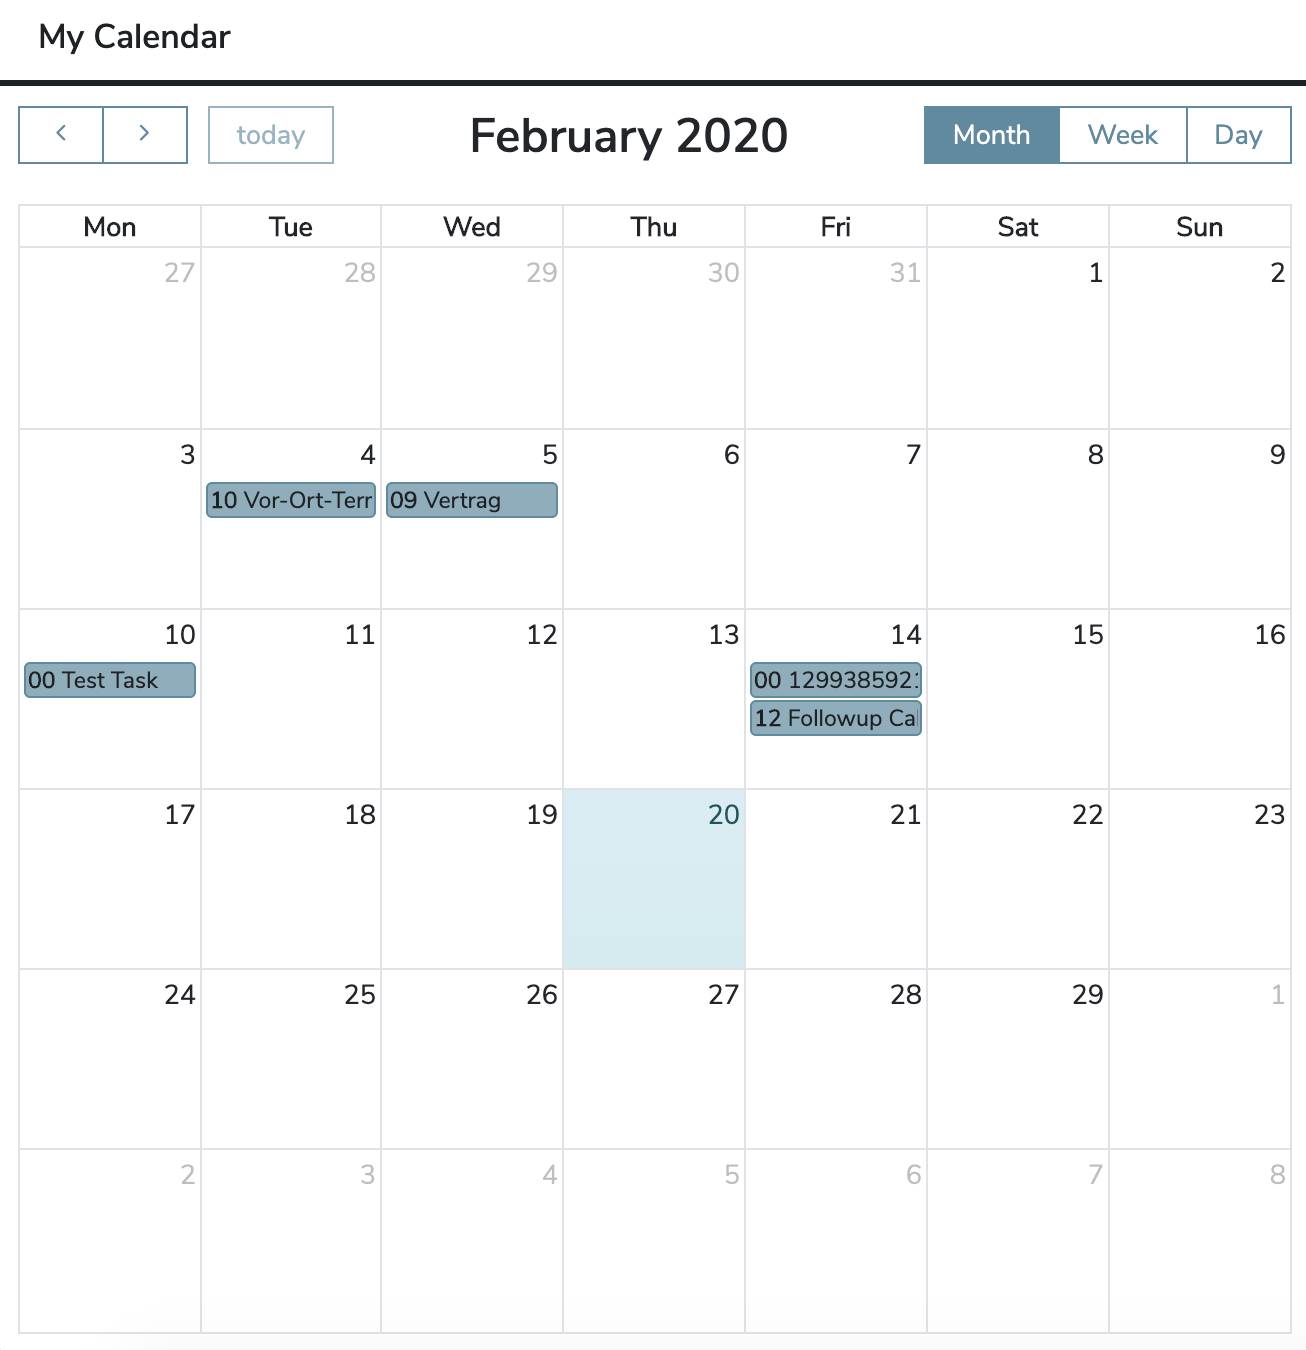 My Calendar
today
February 2020
Month Week Day
Mon Tue Wed Thu Fri Sat Sun
27 28 29 30 31 1 2
3 4 5 6 7 8 9
10 Vor-Ort-Terr 09 Vertrag
10 11 12 13 14 15 16
00 Test Task 00 129938592
12 Followup Ca
17 18 19 20 21 22 23
24 25 26 27 28 29 1
2 3 4 5 6 7 8